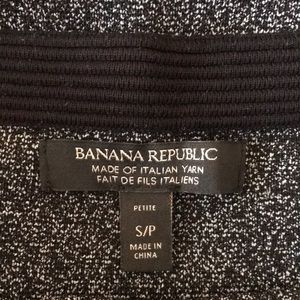 BANANA REPUBLIC
MADE OF ITALIAN YARN
FAIT DE FILS ITALIENS
PETITE
S/P
MADE IN
CHINA